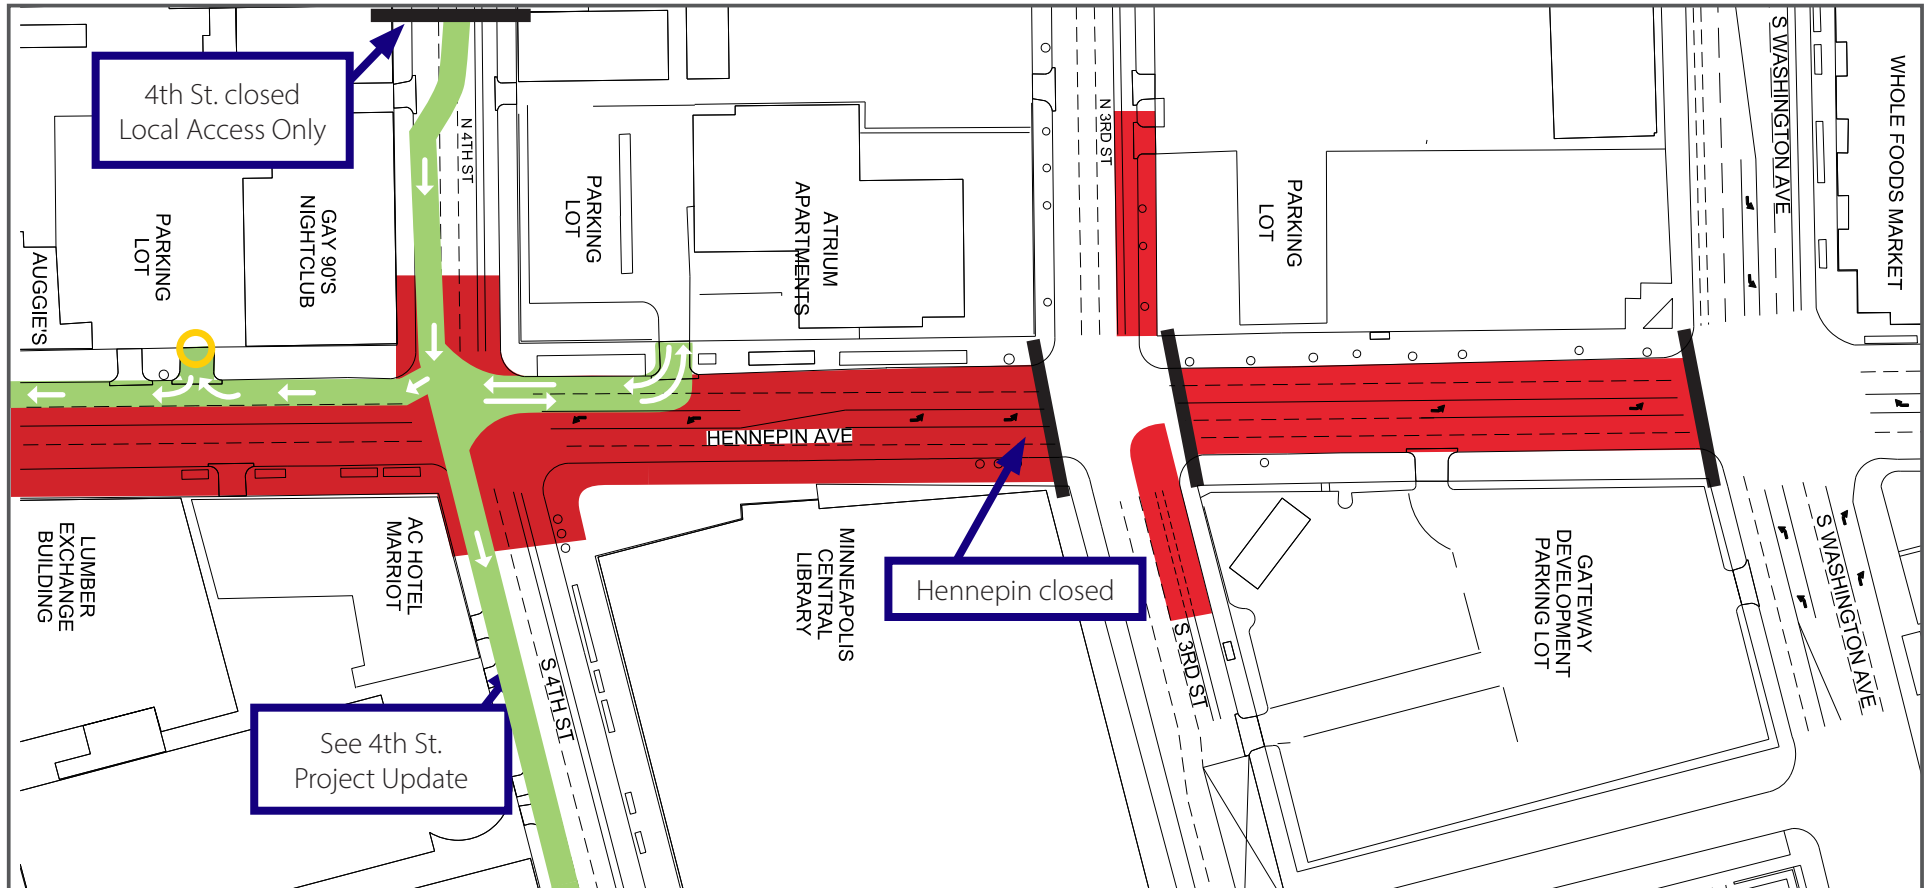 4th St. closed
Local Access Only
N 4TH ST
N 3RD ST
S WASHINGTON AVE
WHOLE FOODS MARKET
AUGGIE'S
PARKING
LOT
GAY 90'S
NIGHTCLUB
PARKING
LOT
ATRIUM
APARTMENTS
PARKING
LOT
HENNEPIN AVE
LUMBER
EXCHANGE
BUILDING
AC HOTEL
MARRIOT
MINNEAPOLIS
CENTRAL
LIBRARY
Hennepin closed
GATEWAY
DEVELOPMENT
PARKING LOT
S WASHINGTON AVE
S 3RD ST
S 4TH ST
See 4th St.
Project Update